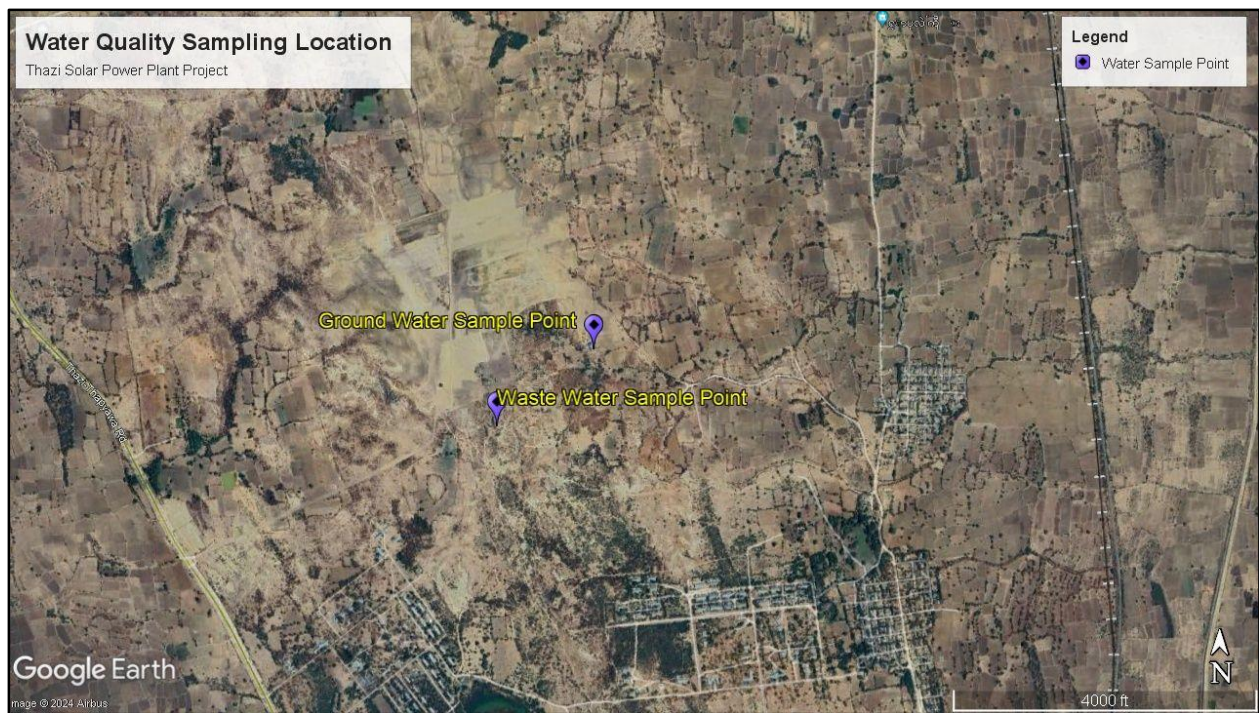 Water Quality Sampling Location
Thazi Solar Power Plant Project
Legend
Water Sample Point
Ground Water Sample Point
Waste Water Sample Point
Google Earth
mage © 2024 Airbus
4000 ft
N